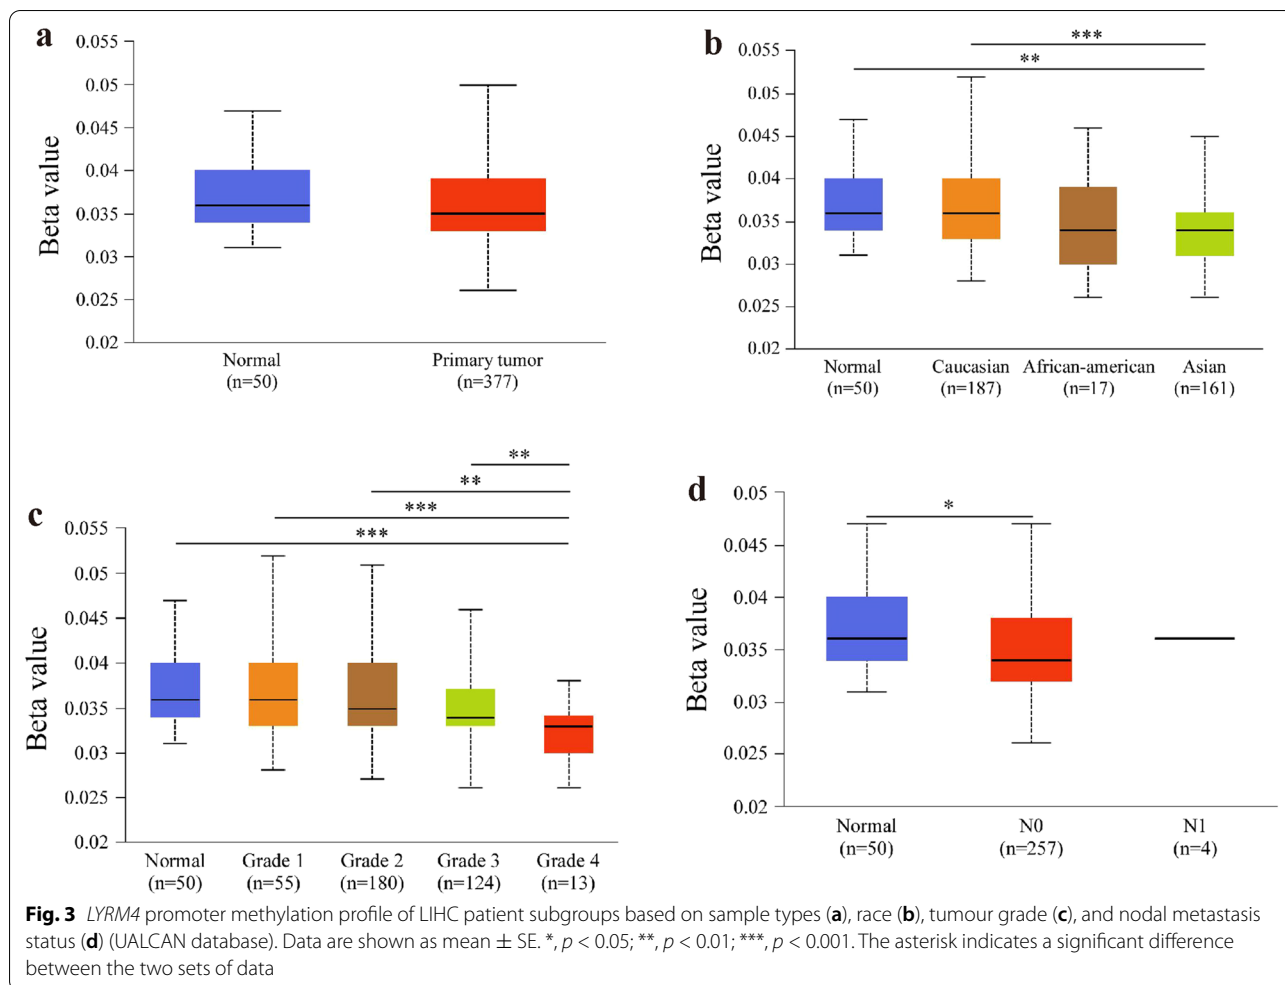 a
0.055
0.05
0.045
0.04
0.035
0.03
0.025
0.02
Beta value
Normal
(n=50)
Primary tumor
(n=377)
b
***
**
0.055
0.05
0.045
0.04
0.035
0.03
0.025
0.02
Beta value
Normal
(n=50)
Caucasian
(n=187)
African-american
(n=17)
Asian
(n=161)
c
**
**
***
***
0.055
0.05
0.045
0.04
0.035
0.03
0.025
0.02
Beta value
Normal
(n=50)
Grade 1
(n=55)
Grade 2
(n=180)
Grade 3
(n=124)
Grade 4
(n=13)
d
*
0.05
0.045
0.04
0.035
0.03
0.025
0.02
Beta value
Normal
(n=50)
N0
(n=257)
N1
(n=4)
Fig. 3 LYRM4 promoter methylation profile of LIHC patient subgroups based on sample types (a), race (b), tumour grade (c), and nodal metastasis
status (d) (UALCAN database). Data are shown as mean ± SE. *, p < 0.05; **, p < 0.01; ***, p < 0.001. The asterisk indicates a significant difference
between the two sets of data